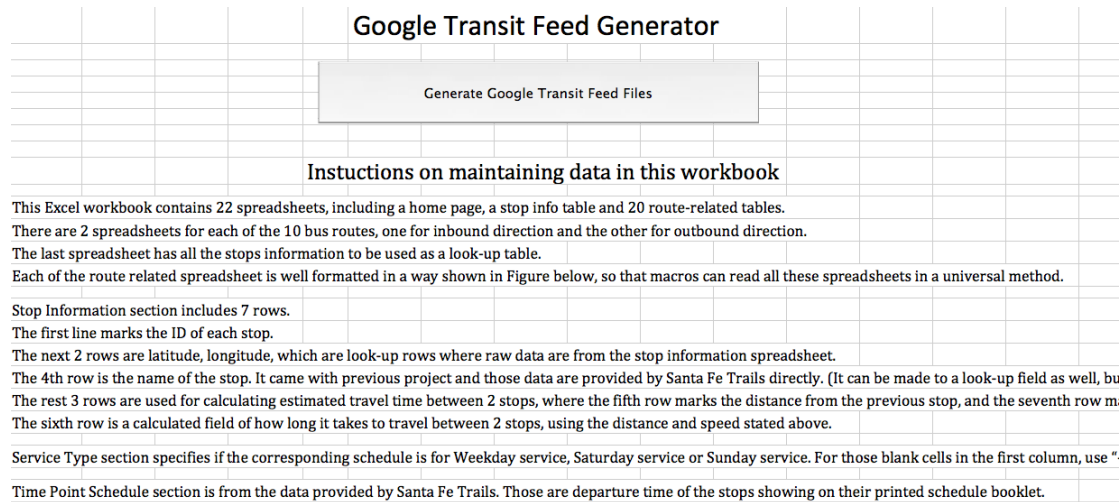 Google Transit Feed Generator
Generate Google Transit Feed Files
Instuctions on maintaining data in this workbook
This Excel workbook contains 22 spreadsheets, including a home page, a stop info table and 20 route-related tables.
There are 2 spreadsheets for each of the 10 bus routes, one for inbound direction and the other for outbound direction.
The last spreadsheet has all the stops information to be used as a look-up table.
Each of the route related spreadsheet is well formatted in a way shown in Figure below, so that macros can read all these spreadsheets in a universal method.
Stop Information section includes 7 rows.
The first line marks the ID of each stop.
The next 2 rows are latitude, longitude, which are look-up rows where raw data are from the stop information spreadsheet.
The 4th row is the name of the stop. It came with previous project and those data are provided by Santa Fe Trails directly. (It can be made to a look-up field as well,
The rest 3 rows are used for calculating estimated travel time between 2 stops, where the fifth row marks the distance from the previous stop, and the seventh row
The sixth row is a calculated field of how long it takes to travel between 2 stops, using the distance and speed stated above.
Service Type section specifies if the corresponding schedule is for Weekday service, Saturday service or Sunday service. For those blank cells in the first column, use "
Time Point Schedule section is from the data provided by Santa Fe Trails. Those are departure time of the stops showing on their printed schedule booklet.